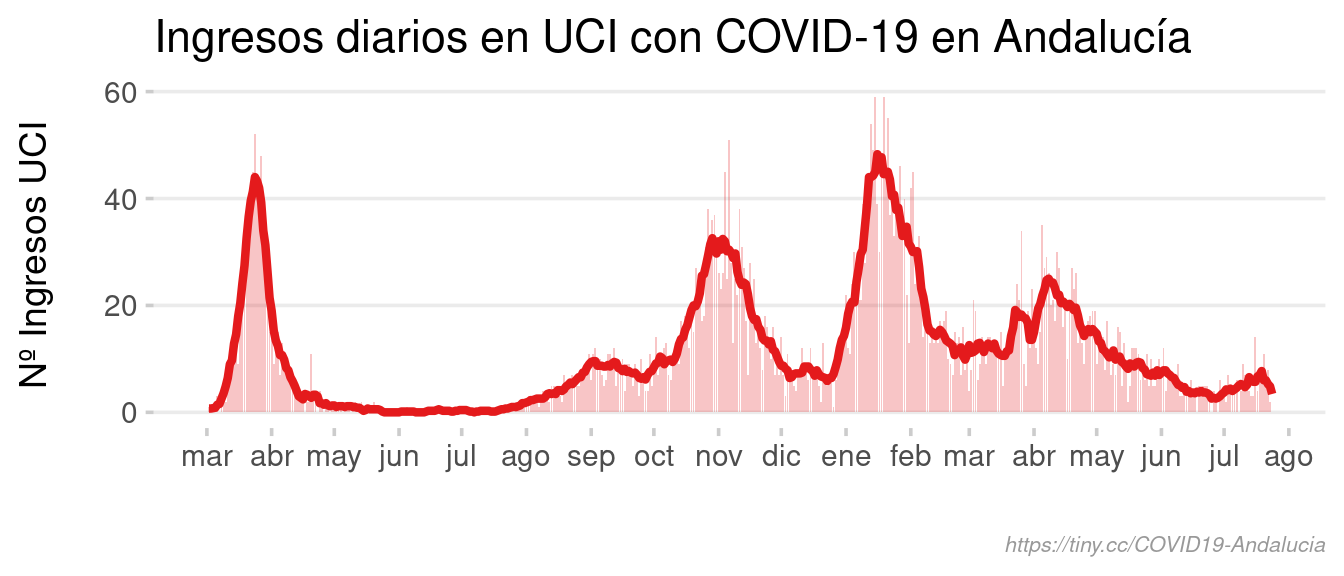 Ingresos diarios en UCI con COVID-19 en Andalucía
Nº Ingresos UCI
60
40
20
0
mar abr may jun jul ago sep oct nov dic ene feb mar abr may jun jul ago
https://tiny.cc/COVID19-Andalucia